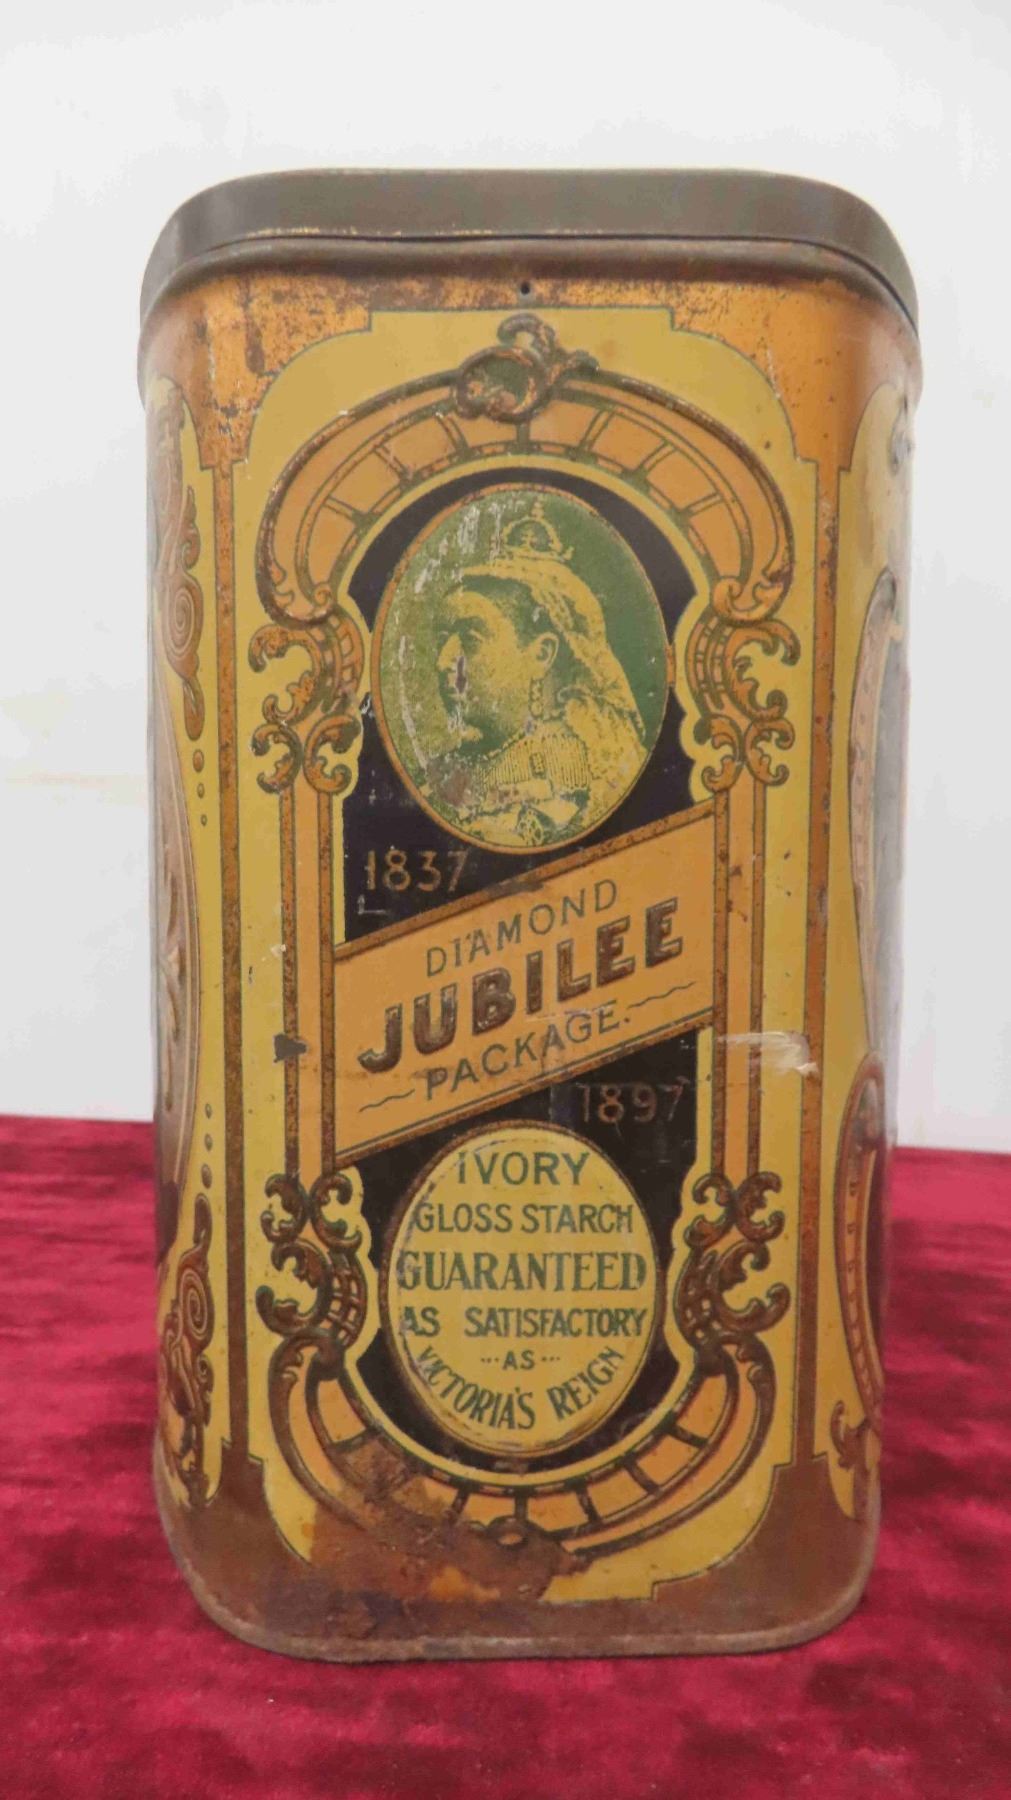 1837
DIAMOND
JUBILEE
PACKAGE.
1897
IVORY
GLOSS STARCH
GUARANTEED
AS SATISFACTORY
AS
VICTORIA'S REIGN